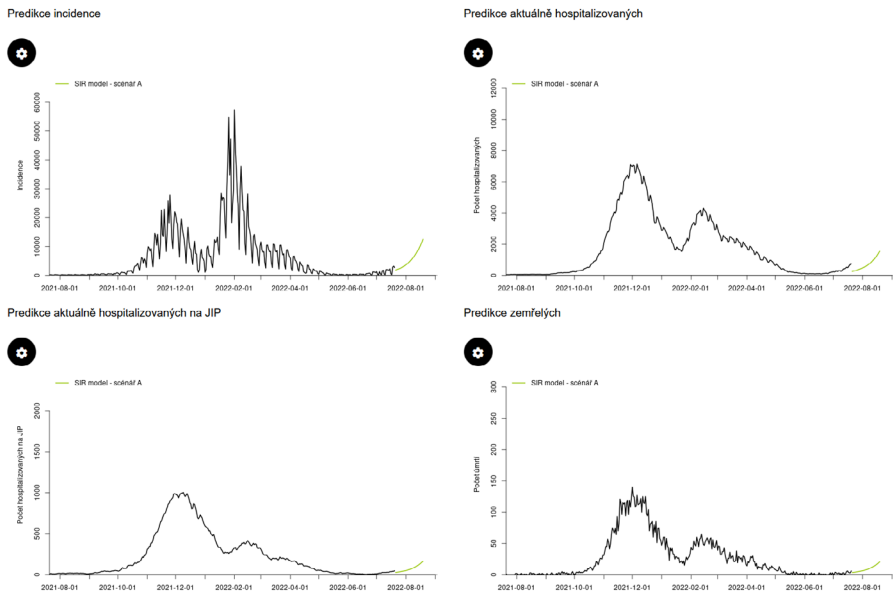 Predikce incidence
SIR model - scénář A
Incidence
60000
50000
40000
30000
20000
10000
0
2021-08-01 2021-10-01 2021-12-01 2022-02-01 2022-04-01 2022-06-01 2022-08-01
Predikce aktuálně hospitalizovaných
SIR model - scénář A
Počet hospitalizovaných
12000
10000
8000
6000
4000
2000
0
2021-08-01 2021-10-01 2021-12-01 2022-02-01 2022-04-01 2022-06-01 2022-08-01
Predikce aktuálně hospitalizovaných na JIP
SIR model - scénář A
Počet hospitalizovaných na JIP
2000
1500
1000
500
0
2021-08-01 2021-10-01 2021-12-01 2022-02-01 2022-04-01 2022-06-01 2022-08-01
Predikce zemřelých
SIR model - scénář A
Počet úmrtí
300
250
200
150
100
50
0
2021-08-01 2021-10-01 2021-12-01 2022-02-01 2022-04-01 2022-06-01 2022-08-01